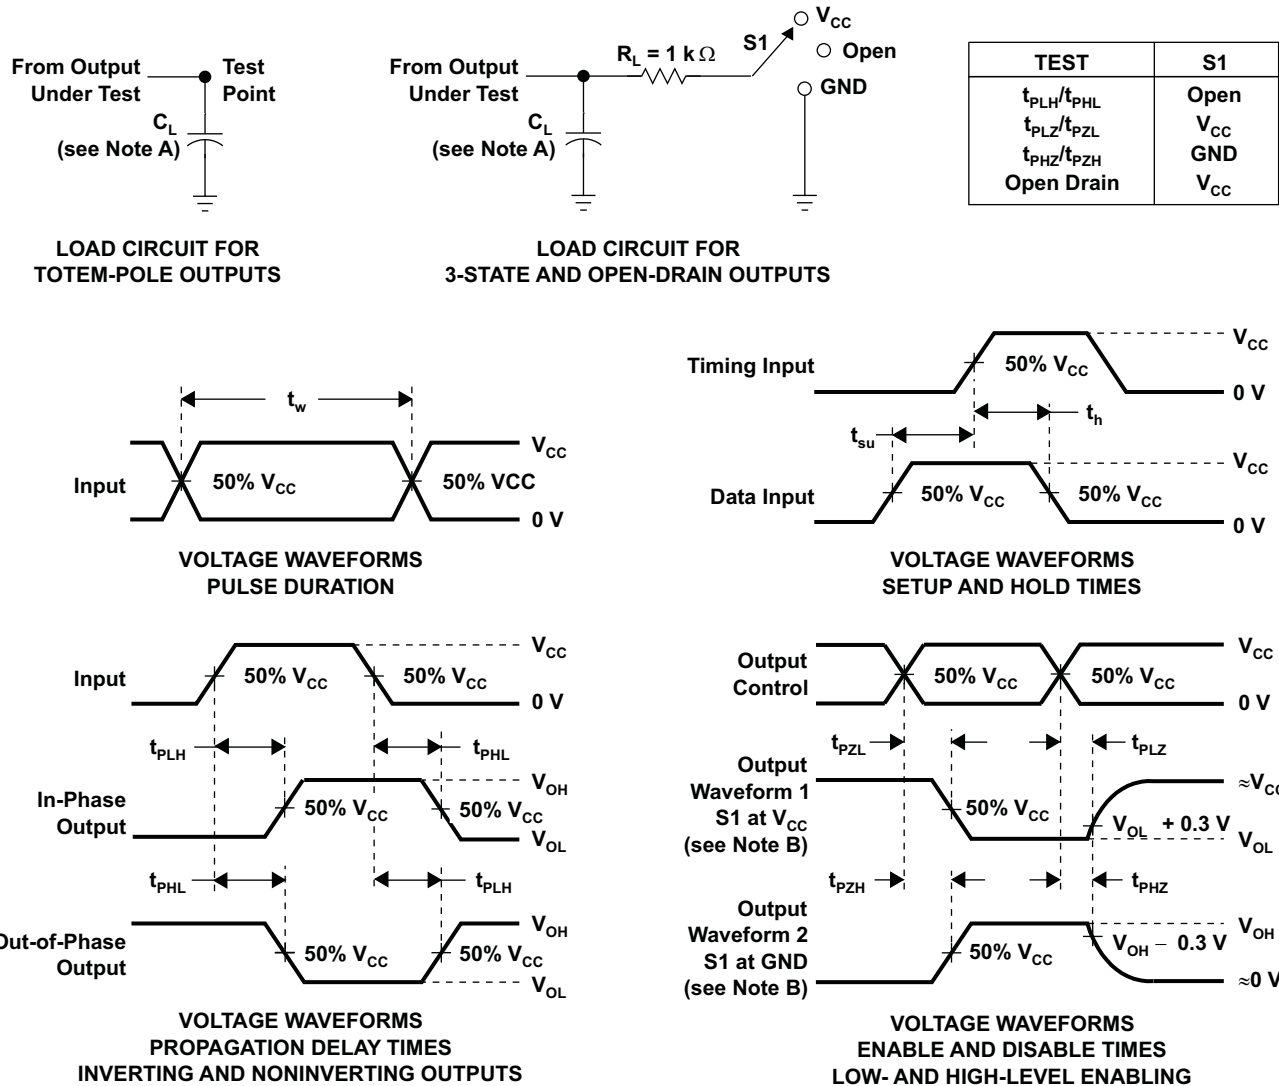 From Output
Under Test
Test
Point
C_L
(see Note A)
LOAD CIRCUIT FOR
TOTEM-POLE OUTPUTS
From Output
Under Test
R_L = 1 k Ω
S1
V_CC
Open
GND
C_L
(see Note A)
LOAD CIRCUIT FOR
3-STATE AND OPEN-DRAIN OUTPUTS
TEST S1
t_PLH/t_PHL Open
t_PLZ/t_PZL V_CC
t_PHZ/t_PZH GND
Open Drain V_CC
t_w
Input
50% V_CC
50% VCC
V_CC
0 V
VOLTAGE WAVEFORMS
PULSE DURATION
Timing Input
50% V_CC
V_CC
0 V
t_su
t_h
Data Input
50% V_CC
50% V_CC
V_CC
0 V
VOLTAGE WAVEFORMS
SETUP AND HOLD TIMES
Input
50% V_CC
50% V_CC
V_CC
0 V
t_PLH
t_PHL
In-Phase
Output
50% V_CC
50% V_CC
V_OH
V_OL
t_PHL
t_PLH
Out-of-Phase
Output
50% V_CC
50% V_CC
V_OH
V_OL
VOLTAGE WAVEFORMS
PROPAGATION DELAY TIMES
INVERTING AND NONINVERTING OUTPUTS
Output
Control
50% V_CC
50% V_CC
V_CC
0 V
t_PZL
t_PLZ
Output
Waveform 1
S1 at V_CC
(see Note B)
50% V_CC
V_OL + 0.3 V
≈V_CC
V_OL
t_PZH
t_PHZ
Output
Waveform 2
S1 at GND
(see Note B)
50% V_CC
V_OH − 0.3 V
V_OH
≈0 V
VOLTAGE WAVEFORMS
ENABLE AND DISABLE TIMES
LOW- AND HIGH-LEVEL ENABLING